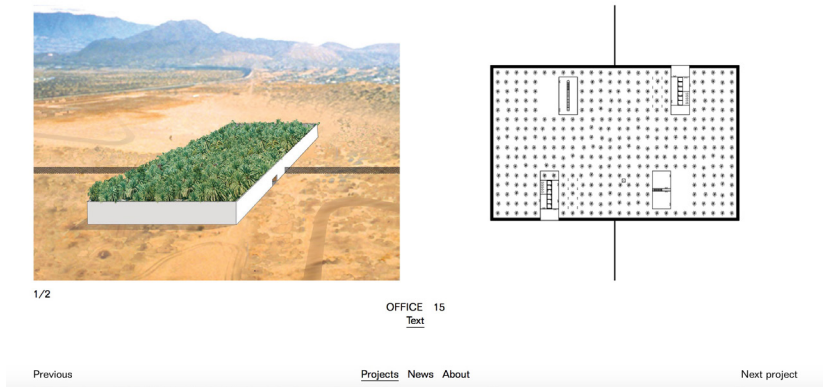 1/2
OFFICE 15
Text
Previous
Projects News About
Next project